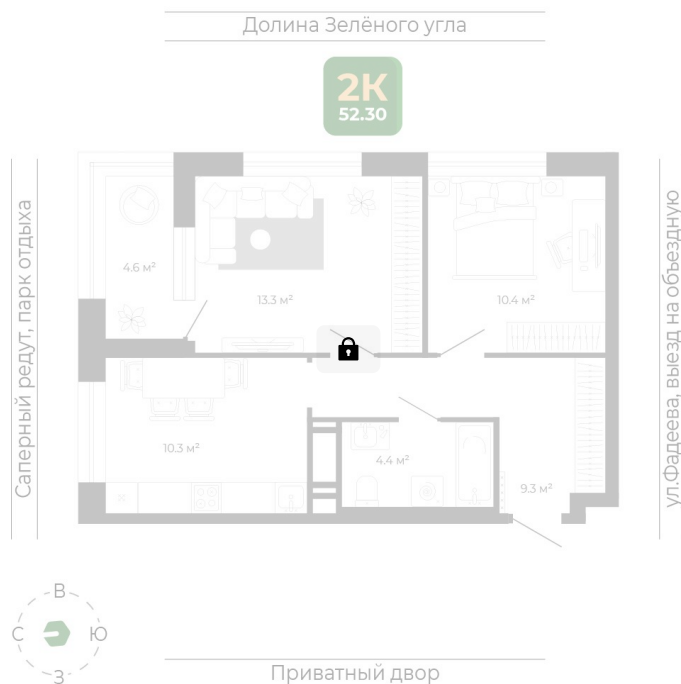 Долина Зелёного угла
2К
52.30
Саперный редут, парк отдыха
ул.Фадеева, выезд на объездную
4.6 м²
13.3 м²
10.4 м²
10.3 м²
4.4 м²
9.3 м²
В
С
Ю
З
Приватный двор